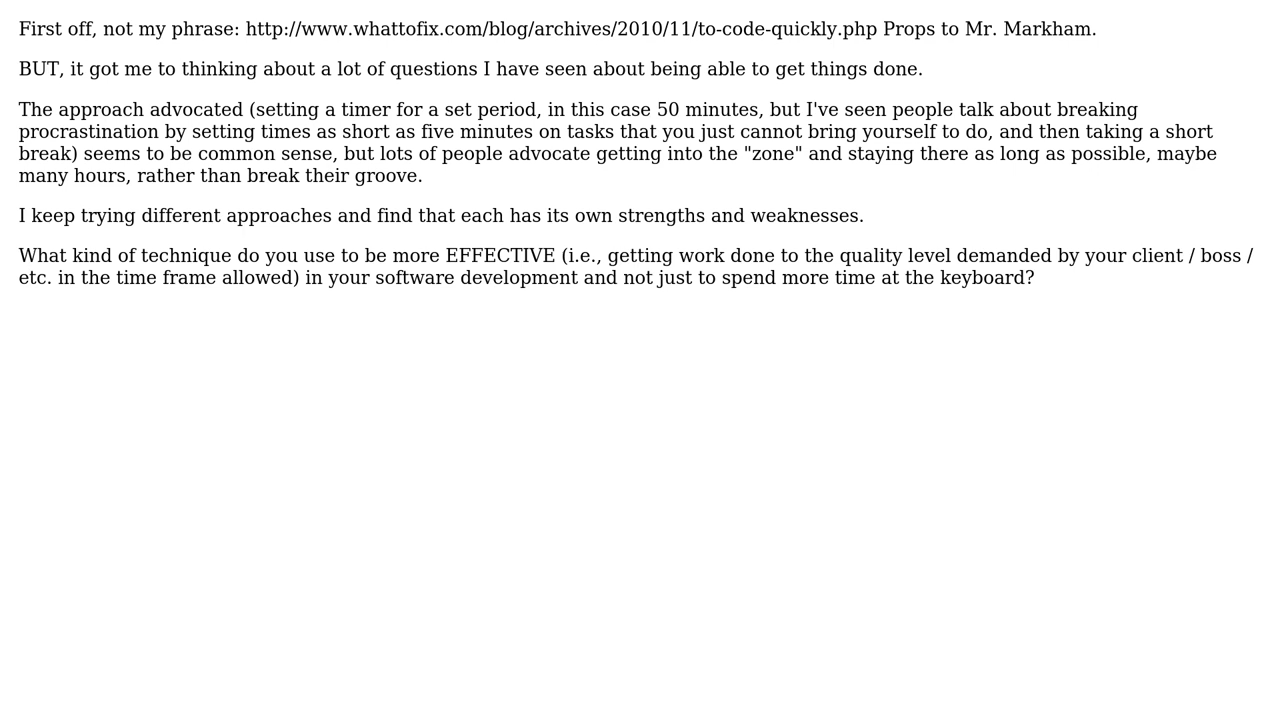 First off, not my phrase: http://www.whattofix.com/blog/archives/2010/11/to-code-quickly.php Props to Mr. Markham.
BUT, it got me to thinking about a lot of questions I have seen about being able to get things done.
The approach advocated (setting a timer for a set period, in this case 50 minutes, but I've seen people talk about breaking
procrastination by setting times as short as five minutes on tasks that you just cannot bring yourself to do, and then taking a short
break) seems to be common sense, but lots of people advocate getting into the "zone" and staying there as long as possible, maybe
many hours, rather than break their groove.
I keep trying different approaches and find that each has its own strengths and weaknesses.
What kind of technique do you use to be more EFFECTIVE (i.e., getting work done to the quality level demanded by your client / boss /
etc. in the time frame allowed) in your software development and not just to spend more time at the keyboard?